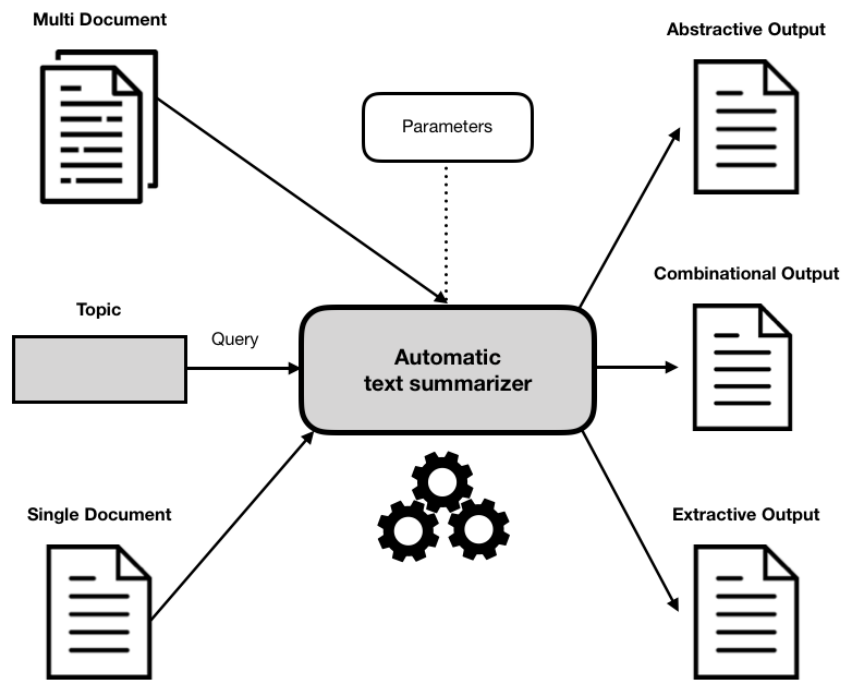 Multi Document
Abstractive Output
Parameters
Combinational Output
Topic
Query
Automatic
text summarizer
Single Document
Extractive Output